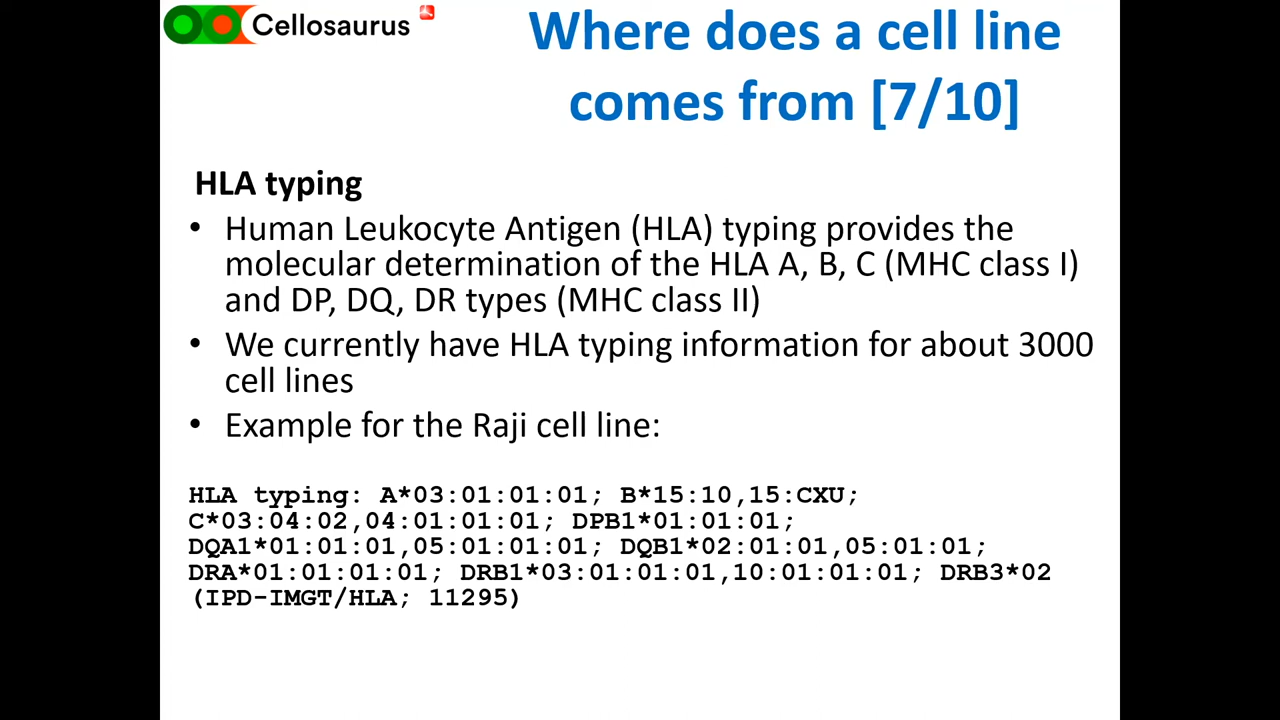 Cellosaurus
Where does a cell line
comes from [7/10]
HLA typing
• Human Leukocyte Antigen (HLA) typing provides the
molecular determination of the HLA A, B, C (MHC class I)
and DP, DQ, DR types (MHC class II)
• We currently have HLA typing information for about 3000
cell lines
• Example for the Raji cell line:
HLA typing: A*03:01:01:01; B*15:10,15:CXU;
C*03:04:02,04:01:01:01; DPB1*01:01:01;
DQA1*01:01:01,05:01:01:01; DQB1*02:01:01,05:01:01;
DRA*01:01:01:01; DRB1*03:01:01:01,10:01:01:01; DRB3*02
(IPD-IMGT/HLA; 11295)